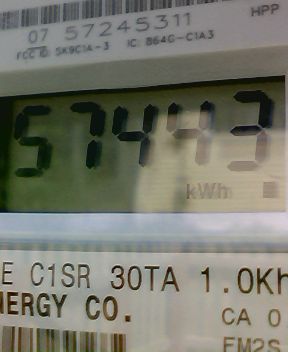 HPP
07 57245311
FCC ID: SK9C1A-3 IC: 864G-C1A3
57443
kWh
E C1SR 30TA 1.0Kh
NERGY CO.
CA 0
FM2S